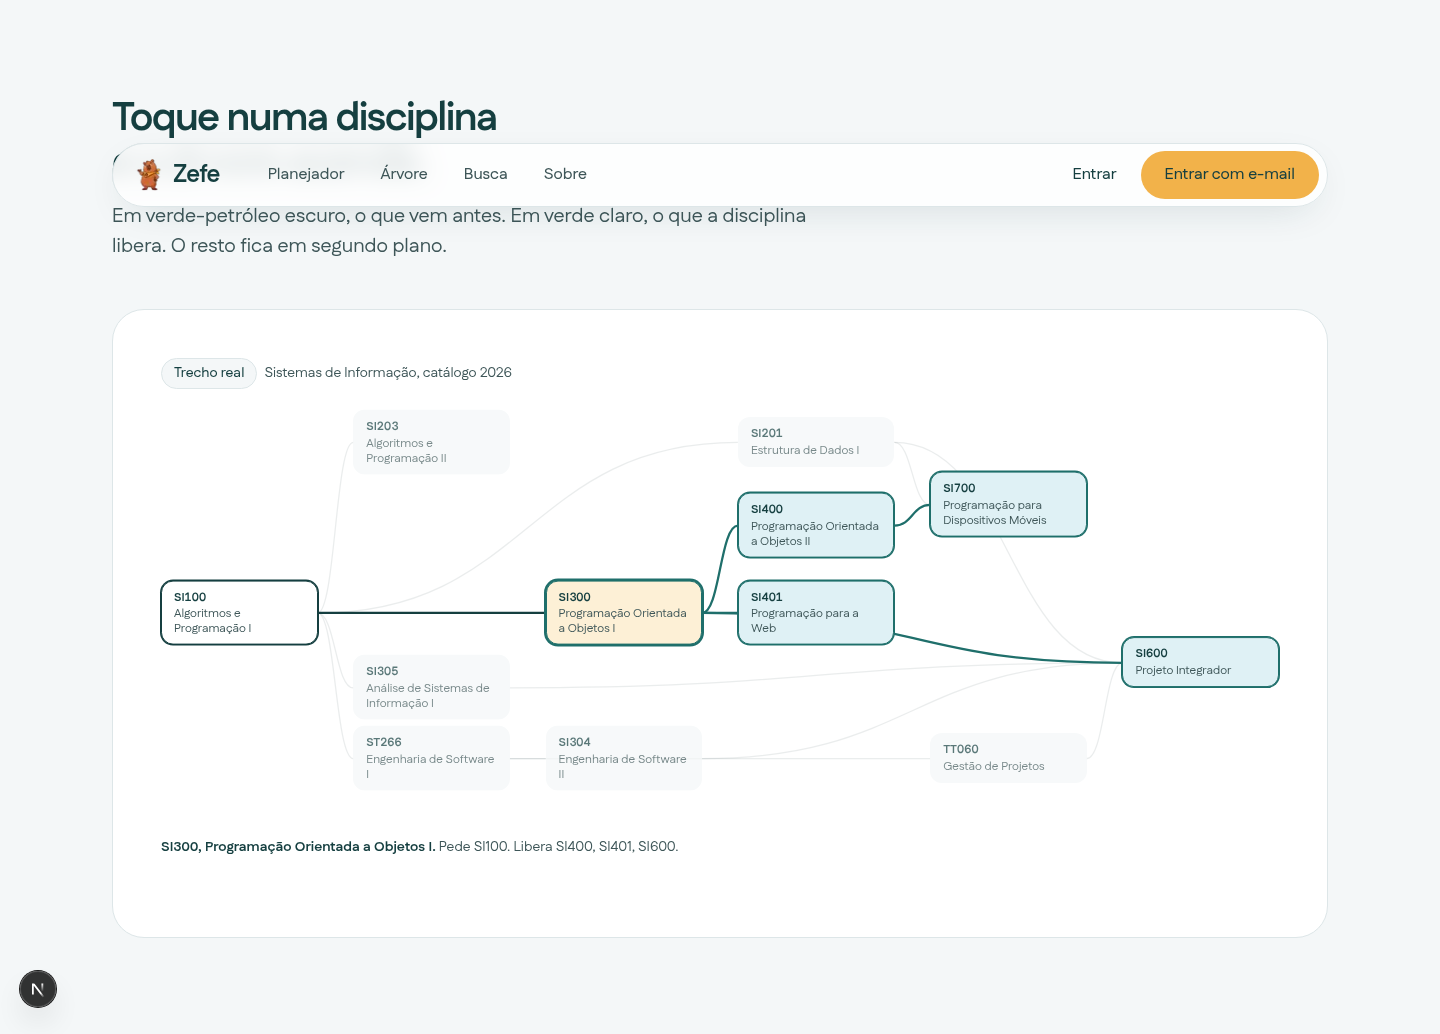 Toque numa disciplina
Zefe
Planejador
Árvore
Busca
Sobre
Entrar
Entrar com e-mail
Em verde-petróleo escuro, o que vem antes. Em verde claro, o que a disciplina
libera. O resto fica em segundo plano.
Trecho real
Sistemas de Informação, catálogo 2026
SI203
Algoritmos e
Programação II
SI201
Estrutura de Dados I
SI700
Programação para
Dispositivos Móveis
SI400
Programação Orientada
a Objetos II
SI100
Algoritmos e
Programação I
SI300
Programação Orientada
a Objetos I
SI401
Programação para a
Web
SI600
Projeto Integrador
SI305
Análise de Sistemas de
Informação I
ST266
Engenharia de Software
I
SI304
Engenharia de Software
II
TT060
Gestão de Projetos
SI300, Programação Orientada a Objetos I. Pede SI100. Libera SI400, SI401, SI600.
N